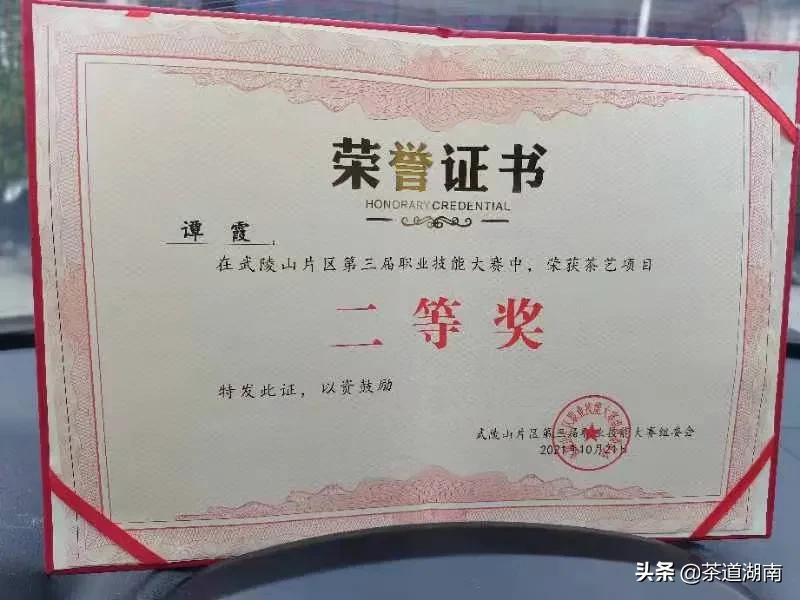 荣誉证书
HONORARY CREDENTIAL
谭霞：
在武陵山片区第三届职业技能大赛中，荣获茶艺项目
二等奖
特发此证，以资鼓励
武陵山片区第三届职业技能大赛组委会
2021年10月21日
头条@茶道湖南